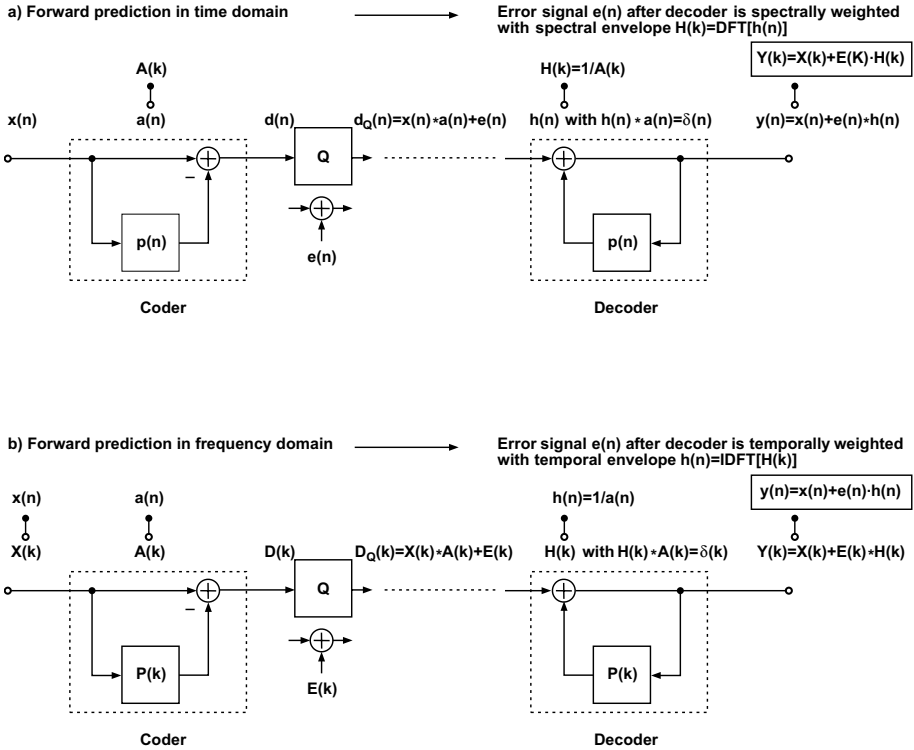 a) Forward prediction in time domain
Error signal e(n) after decoder is spectrally weighted
with spectral envelope H(k)=DFT[h(n)]
Y(k)=X(k)+E(K)·H(k)
A(k)
H(k)=1/A(k)
x(n)
a(n)
d(n)
dQ(n)=x(n)*a(n)+e(n)
h(n) with h(n)*a(n)=δ(n)
y(n)=x(n)+e(n)*h(n)
Q
–
p(n)
p(n)
e(n)
Coder
Decoder
b) Forward prediction in frequency domain
Error signal e(n) after decoder is temporally weighted
with temporal envelope h(n)=IDFT[H(k)]
x(n)
a(n)
h(n)=1/a(n)
y(n)=x(n)+e(n)·h(n)
X(k)
A(k)
D(k)
DQ(k)=X(k)*A(k)+E(k)
H(k) with H(k)*A(k)=δ(k)
Y(k)=X(k)+E(k)*H(k)
Q
–
P(k)
P(k)
E(k)
Coder
Decoder